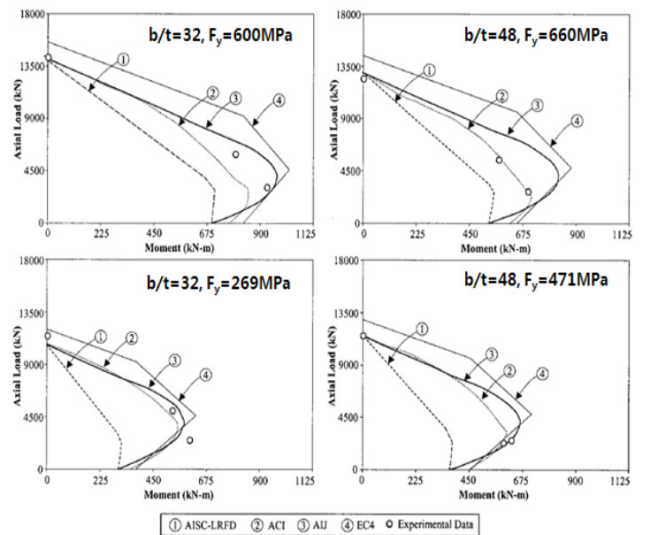 b/t=32, Fy=600MPa
18000
13500
9000
4500
0
Axial Load (kN)
① ② ③ ④
0 225 450 675 900 1125
Moment (kN-m)
b/t=48, Fy=660MPa
18000
13500
9000
4500
0
Axial Load (kN)
① ② ③ ④
0 225 450 675 900 1125
Moment (kN-m)
b/t=32, Fy=269MPa
18000
13500
9000
4500
0
Axial Load (kN)
① ② ③ ④
0 225 450 675 900 1125
Moment (kN-m)
b/t=48, Fy=471MPa
18000
13500
9000
4500
0
Axial Load (kN)
① ③ ② ④
0 225 450 675 900 1125
Moment (kN-m)
① AISC-LRFD ② ACI ③ AIJ ④ EC4 ○ Experimental Data